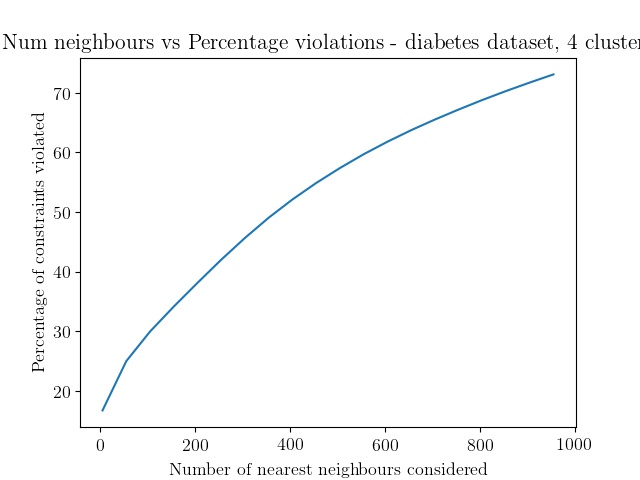 Num neighbours vs Percentage violations - diabetes dataset, 4 cluster
70
60
50
40
30
20
Percentage of constraints violated
0 200 400 600 800 1000
Number of nearest neighbours considered